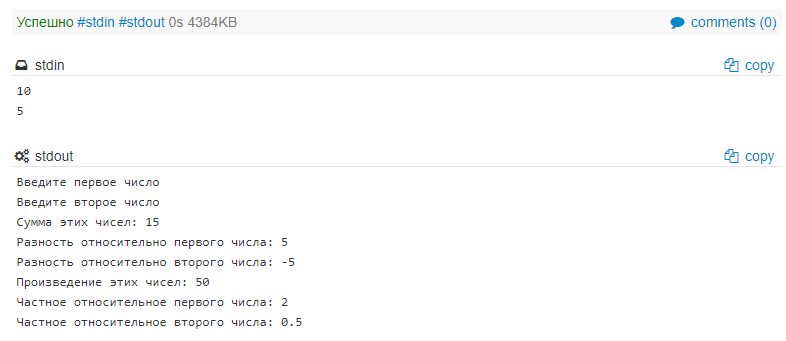 Успешно #stdin #stdout 0s 4384KB comments (0)
stdin copy
10
5
stdout copy
Введите первое число
Введите второе число
Сумма этих чисел: 15
Разность относительно первого числа: 5
Разность относительно второго числа: -5
Произведение этих чисел: 50
Частное относительное первого числа: 2
Частное относительное второго числа: 0.5